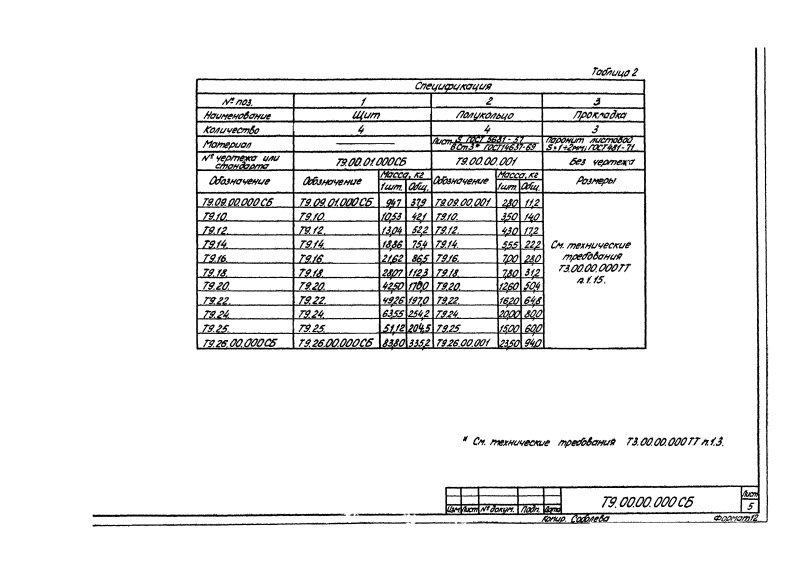 Таблица 2
Спецификация
№ поз. 1 2 3
Наименование Щит Полукольцо Прокладка
Количество 4 4 3
Материал Лист S ГОСТ 5681-57 / ВСт3* ГОСТ 14637-69 Паронит листовой S=1÷2мм; ГОСТ 481-71
№ чертежа или стандарта Т9.00.01.000СБ Т9.00.00.001 Без чертежа
Обозначение Обозначение Масса, кг Обозначение Масса, кг Размеры
1шт. Общ. 1шт. Общ.
Т9.09.00.000СБ Т9.09.01.000СБ 9,47 37,9 Т9.09.00.001 2,80 11,2
Т9.10. Т9.10. 10,53 42,1 Т9.10. 3,50 14,0
Т9.12. Т9.12. 13,04 52,2 Т9.12. 4,30 17,2
Т9.14. Т9.14. 18,86 75,4 Т9.14. 5,55 22,2 См. технические
Т9.16. Т9.16 21,62 86,5 Т9.16. 7,00 28,0 требования
Т9.18. Т9.18. 28,07 112,3 Т9.18. 7,80 31,2 Т3.00.00.000ТТ
Т9.20. Т9.20. 42,50 170,0 Т9.20. 12,60 50,4 п.1.15.
Т9.22. Т9.22. 49,26 197,0 Т9.22. 16,20 64,8
Т9.24. Т9.24. 63,55 254,2 Т9.24. 20,00 80,0
Т9.25. Т9.25. 51,12 204,5 Т9.25 15,00 60,0
Т9.26.00.000СБ Т9.26.00.000СБ 83,80 335,2 Т9.26.00.001 23,50 94,0
* См. технические требования Т3.00.00.000ТТ п.1.3.
Т9.00.00.000 СБ
Лист
5
Изм Лист № докум. Подп. Дата
Копир. Соболева Формат 12